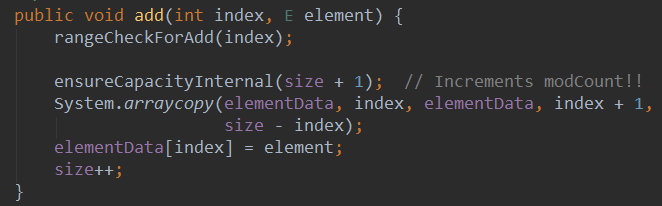 public void add(int index, E element) {
    rangeCheckForAdd(index);
    ensureCapacityInternal(size + 1);  // Increments modCount!!
    System.arraycopy(elementData, index, elementData, index + 1,
                     size - index);
    elementData[index] = element;
    size++;
}